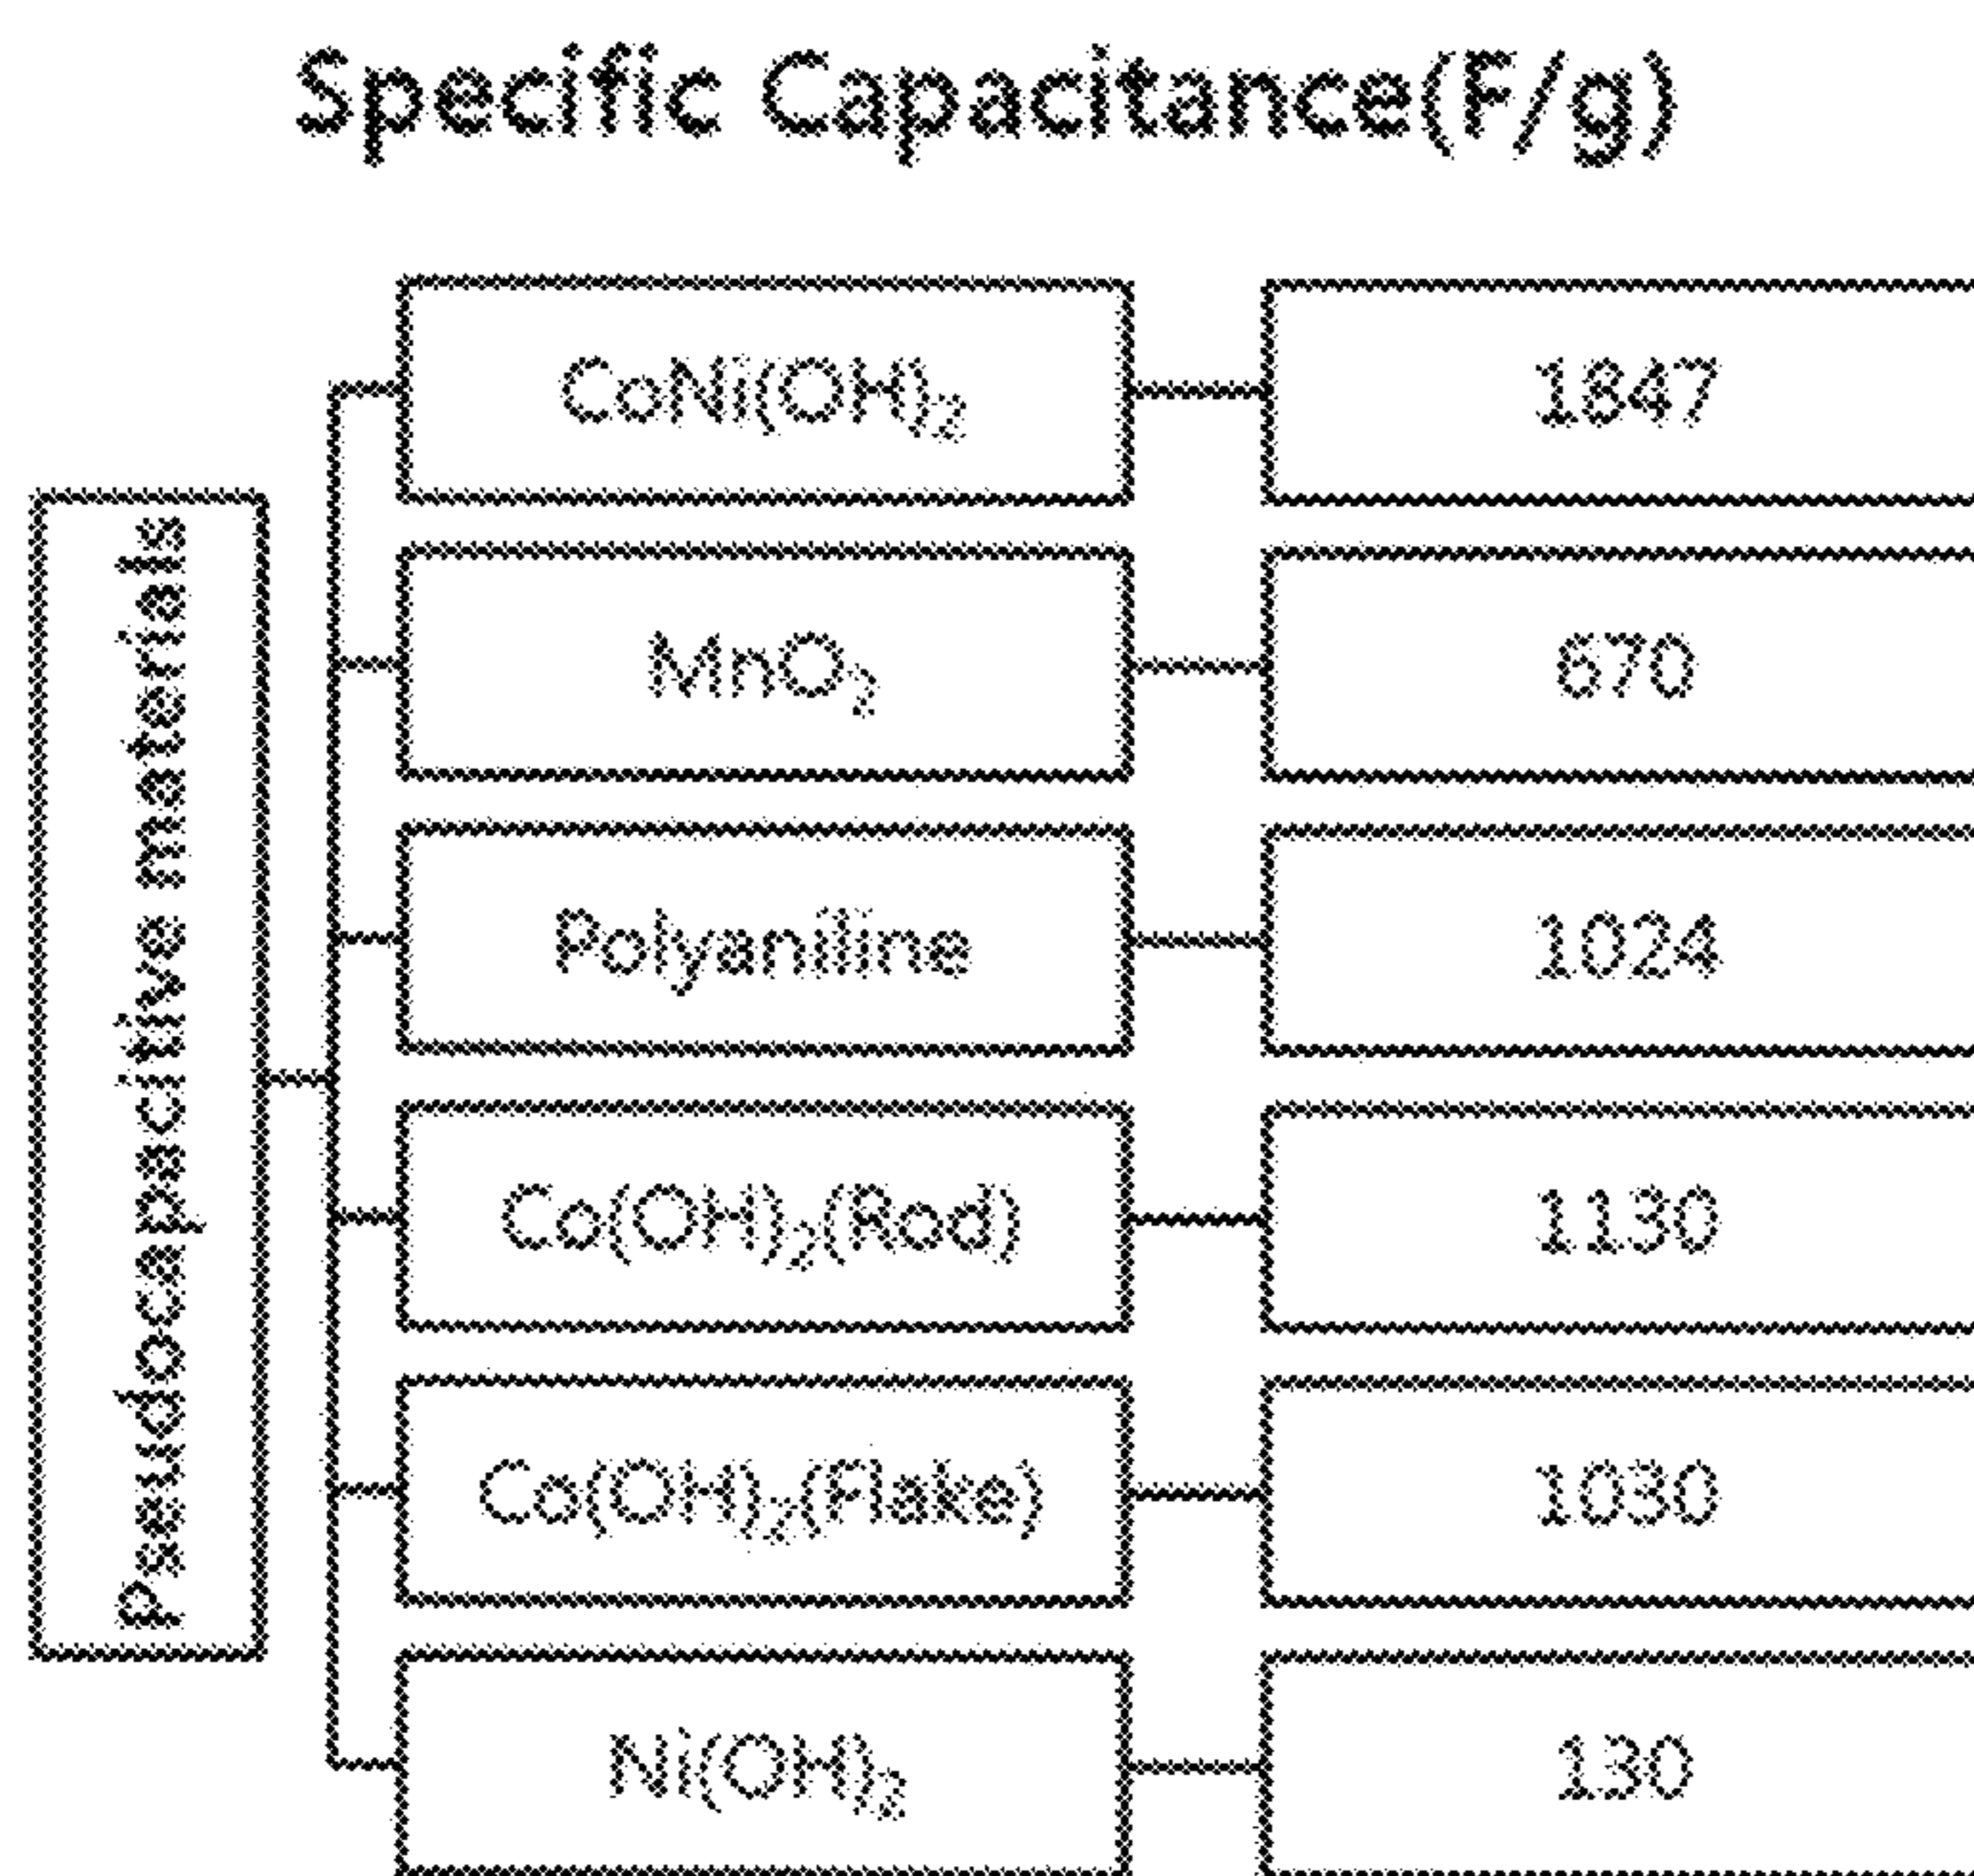 Specific Capacitance(F/g)
Pseudocapacitive materials
CoNi(OH)₂
1847
MnO₂
670
Polyaniline
1024
Co(OH)₂(Rod)
1130
Co(OH)₂(Flake)
1030
Ni(OH)₂
130